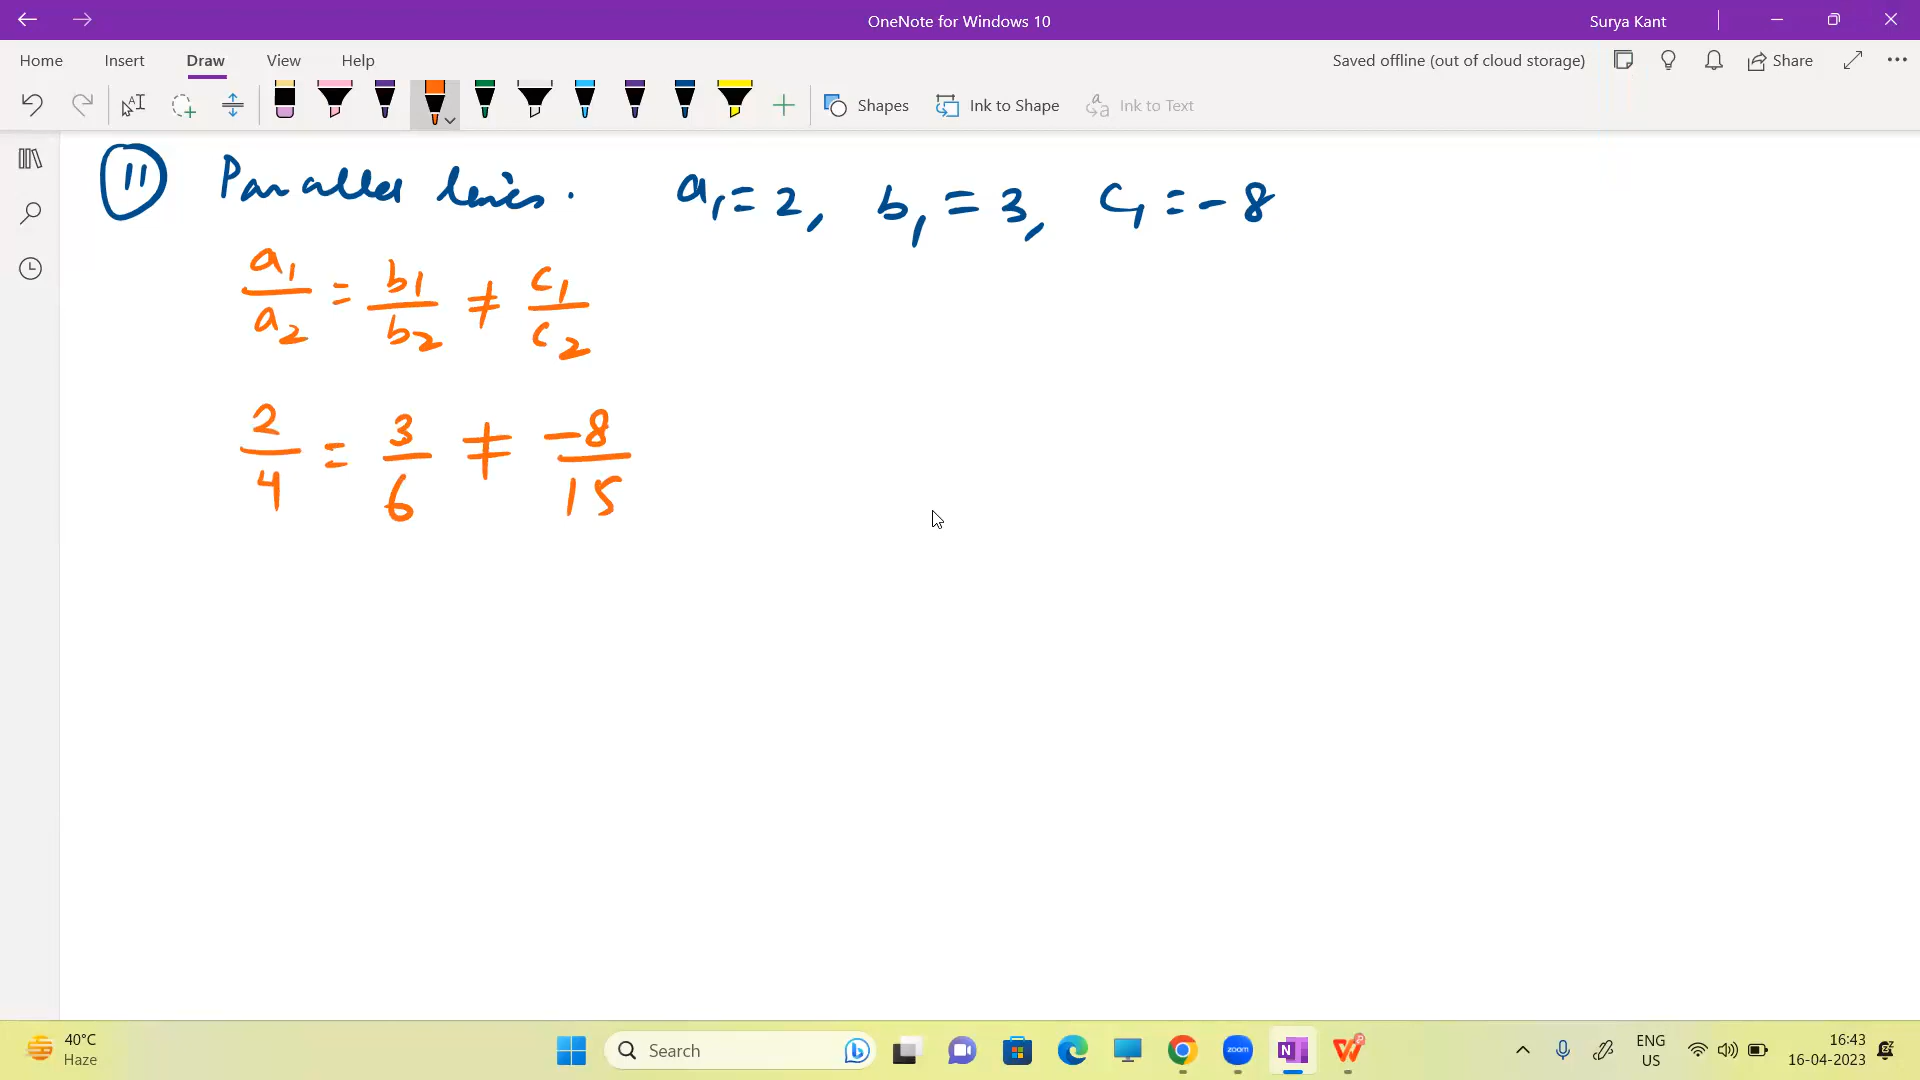 OneNote for Windows 10
Surya Kant
Home Insert Draw View Help
Saved offline (out of cloud storage)
Share
Shapes
Ink to Shape
Ink to Text
11 Parallel lines. a₁ = 2, b₁ = 3, c₁ = -8
a₁/a₂ = b₁/b₂ ≠ c₁/c₂
2/4 = 3/6 ≠ -8/15
40°C
Haze
Search
zoom
N
W
ENG
US
16:43
16-04-2023